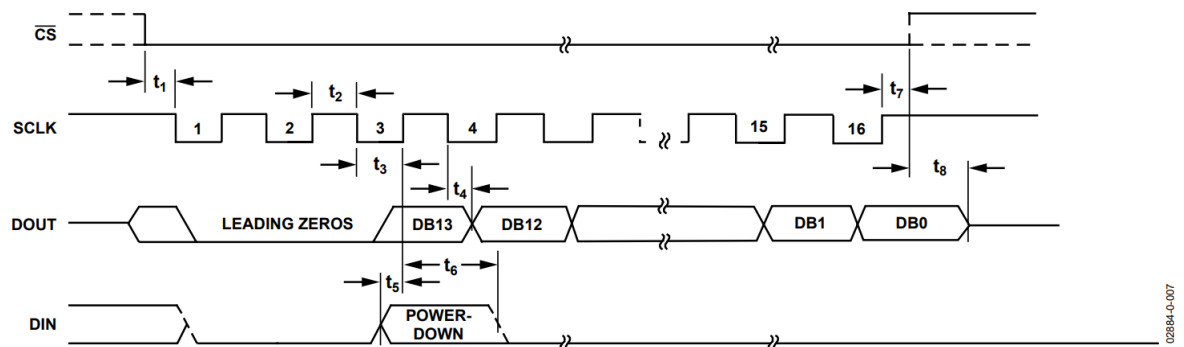 CS
t1
t2
t7
SCLK
1 2 3 4 15 16
t3
t4
t8
DOUT
LEADING ZEROS DB13 DB12 DB1 DB0
t5
t6
DIN
POWER-
DOWN
02884-0-007